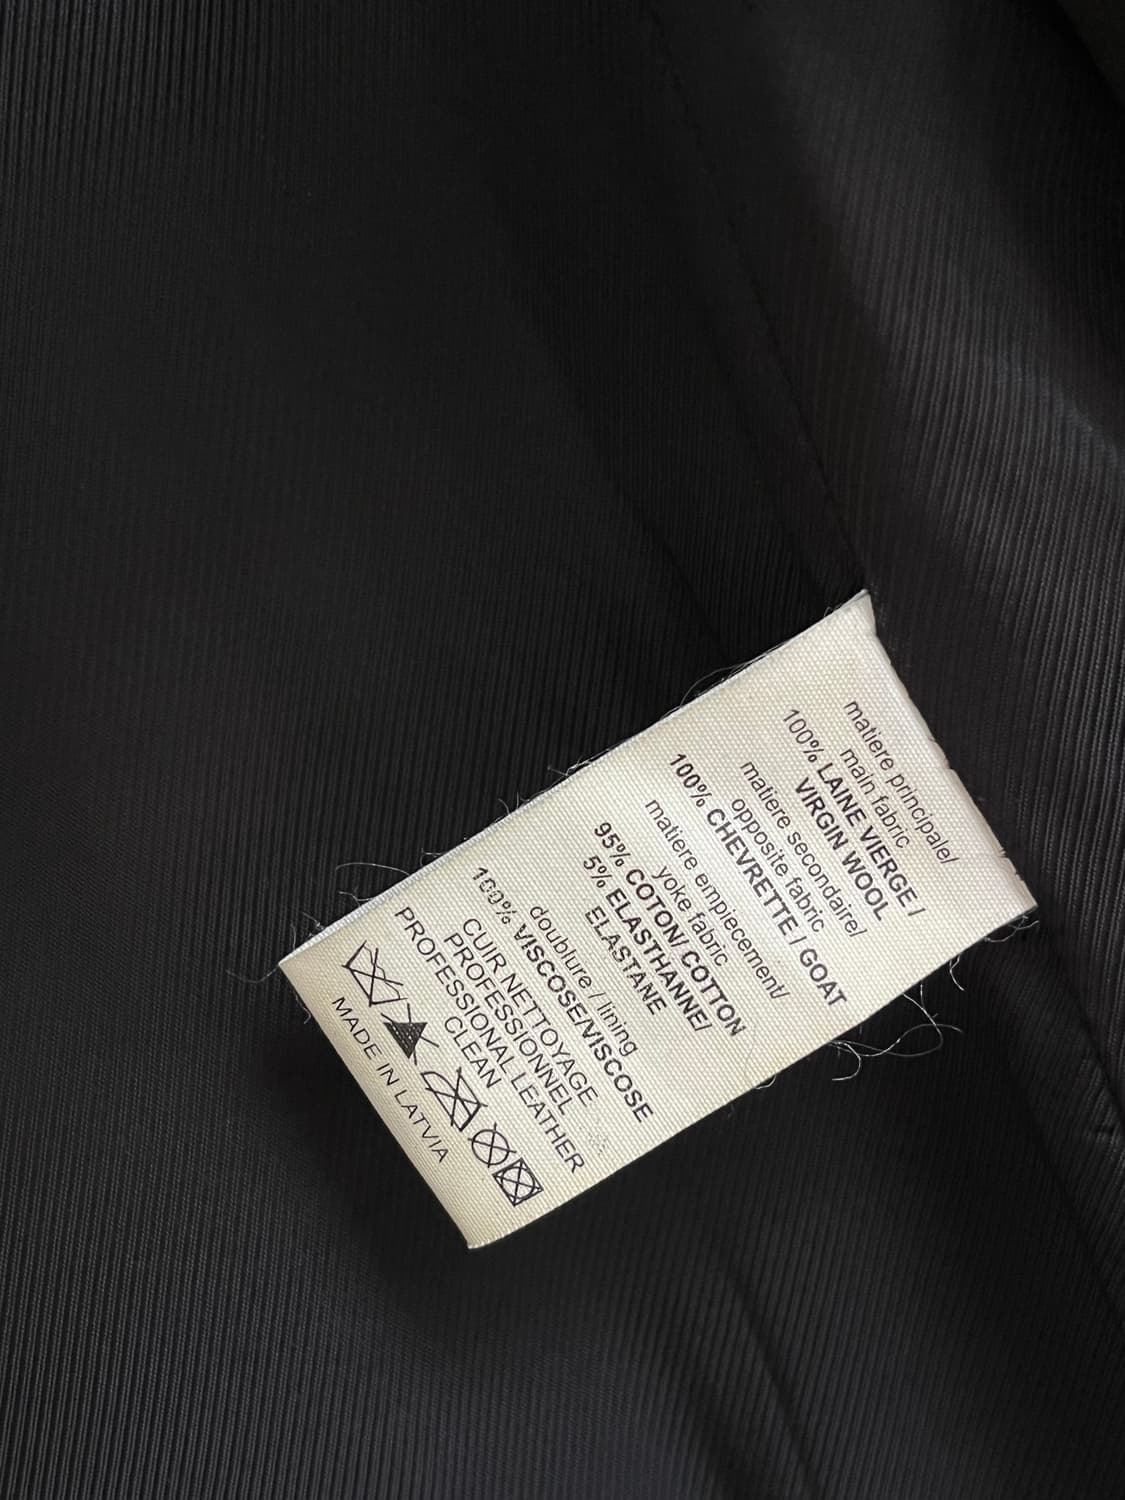 matiere principale/
main fabric
100% LAINE VIERGE /
VIRGIN WOOL
matiere secondaire/
opposite fabric
100% CHEVRETTE / GOAT
matiere empiecement/
yoke fabric
95% COTON/ COTTON
5% ELASTHANNE/
ELASTANE
doublure / lining
100% VISCOSE/VISCOSE
CUIR NETTOYAGE
PROFESSIONNEL
PROFESSIONAL LEATHER
CLEAN
MADE IN LATVIA